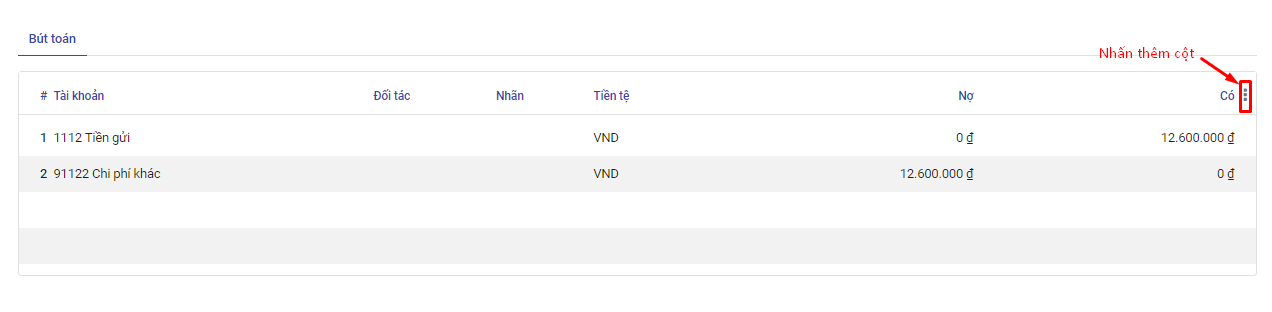 Bút toán
Nhấn thêm cột
# Tài khoản Đối tác Nhãn Tiền tệ Nợ Có
1 1112 Tiền gửi VND 0 ₫ 12.600.000 ₫
2 91122 Chi phí khác VND 12.600.000 ₫ 0 ₫